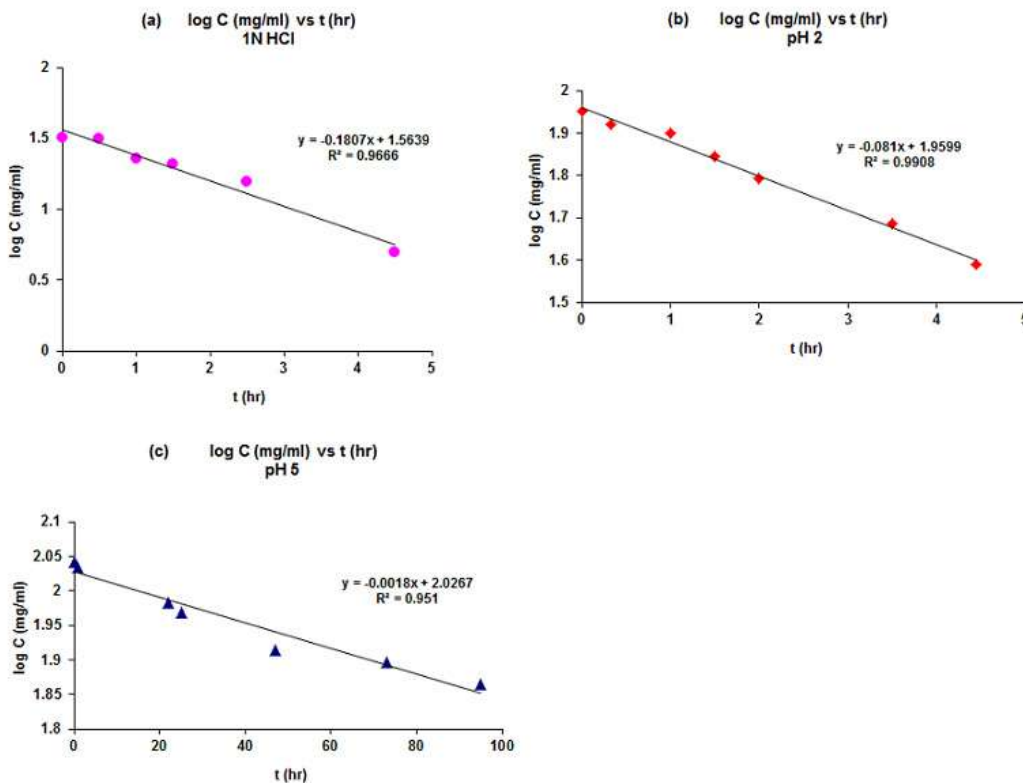 (a) log C (mg/ml) vs t (hr)
1N HCl
2
1.5
1
0.5
0
0 1 2 3 4 5
log C (mg/ml)
t (hr)
y = -0.1807x + 1.5639
R² = 0.9666
(b) log C (mg/ml) vs t (hr)
pH 2
2
1.9
1.8
1.7
1.6
1.5
0 1 2 3 4 5
log C (mg/ml)
t (hr)
y = -0.081x + 1.9599
R² = 0.9908
(c) log C (mg/ml) vs t (hr)
pH 5
2.1
2.05
2
1.95
1.9
1.85
1.8
0 20 40 60 80 100
log C (mg/ml)
t (hr)
y = -0.0018x + 2.0267
R² = 0.951